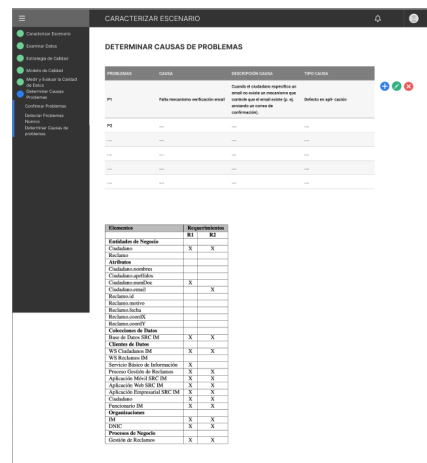 CARACTERIZAR ESCENARIO
Caracterizar Escenario
Examinar Datos
Estrategia de Calidad
Modelo de Calidad
Medir y Evaluar la Calidad
de Datos
Determinar Causas
Problemas
Confirmar Problemas
Detectar Problemas
Nuevos
Determinar Causas de
problemas
DETERMINAR CAUSAS DE PROBLEMAS
PROBLEMAS CAUSA DESCRIPCIÓN CAUSA TIPO CAUSA
P1 Falta mecanismo verificación email Cuando el ciudadano especifica un
email no existe un mecanismo que
controle que el email existe (p. ej.
enviando un correo de
confirmación). Defecto en apli- cación
P2 ... ... ...
... ... ... ...
... ... ... ...
... ... ... ...
... ... ... ...
Elementos Requerimientos
R1 R2
Entidades de Negocio
Ciudadano X X
Reclamo
Atributos
Ciudadano.nombres
Ciudadano.apellidos
Ciudadano.numDoc X
Ciudadano.email X
Reclamo.id
Reclamo.motivo
Reclamo.fecha
Reclamo.coordX
Reclamo.coordY
Colecciones de Datos
Base de Datos SRC IM X X
Clientes de Datos
WS Ciudadanos IM X X
WS Reclamos IM
Servicio Básico de Información X
Proceso Gestión de Reclamos X X
Aplicación Móvil SRC IM X X
Aplicación Web SRC IM X X
Aplicación Empresarial SRC IM X X
Ciudadano X X
Funcionario IM X X
Organizaciones
IM X X
DNIC X X
Procesos de Negocio
Gestión de Reclamos X X